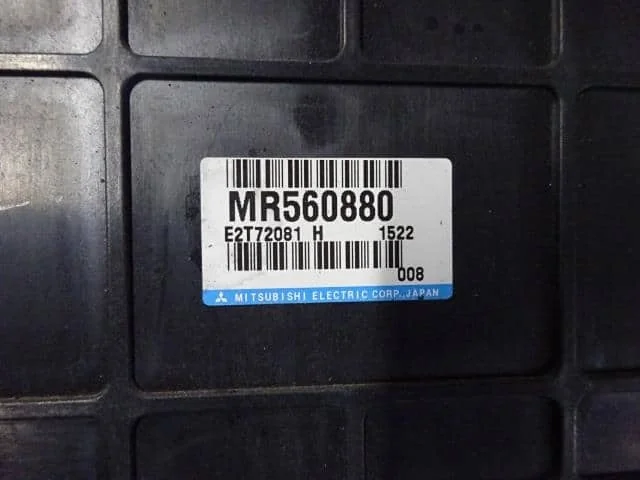 MR560880
E2T72081 H 1522
008
MITSUBISHI ELECTRIC CORP.,JAPAN